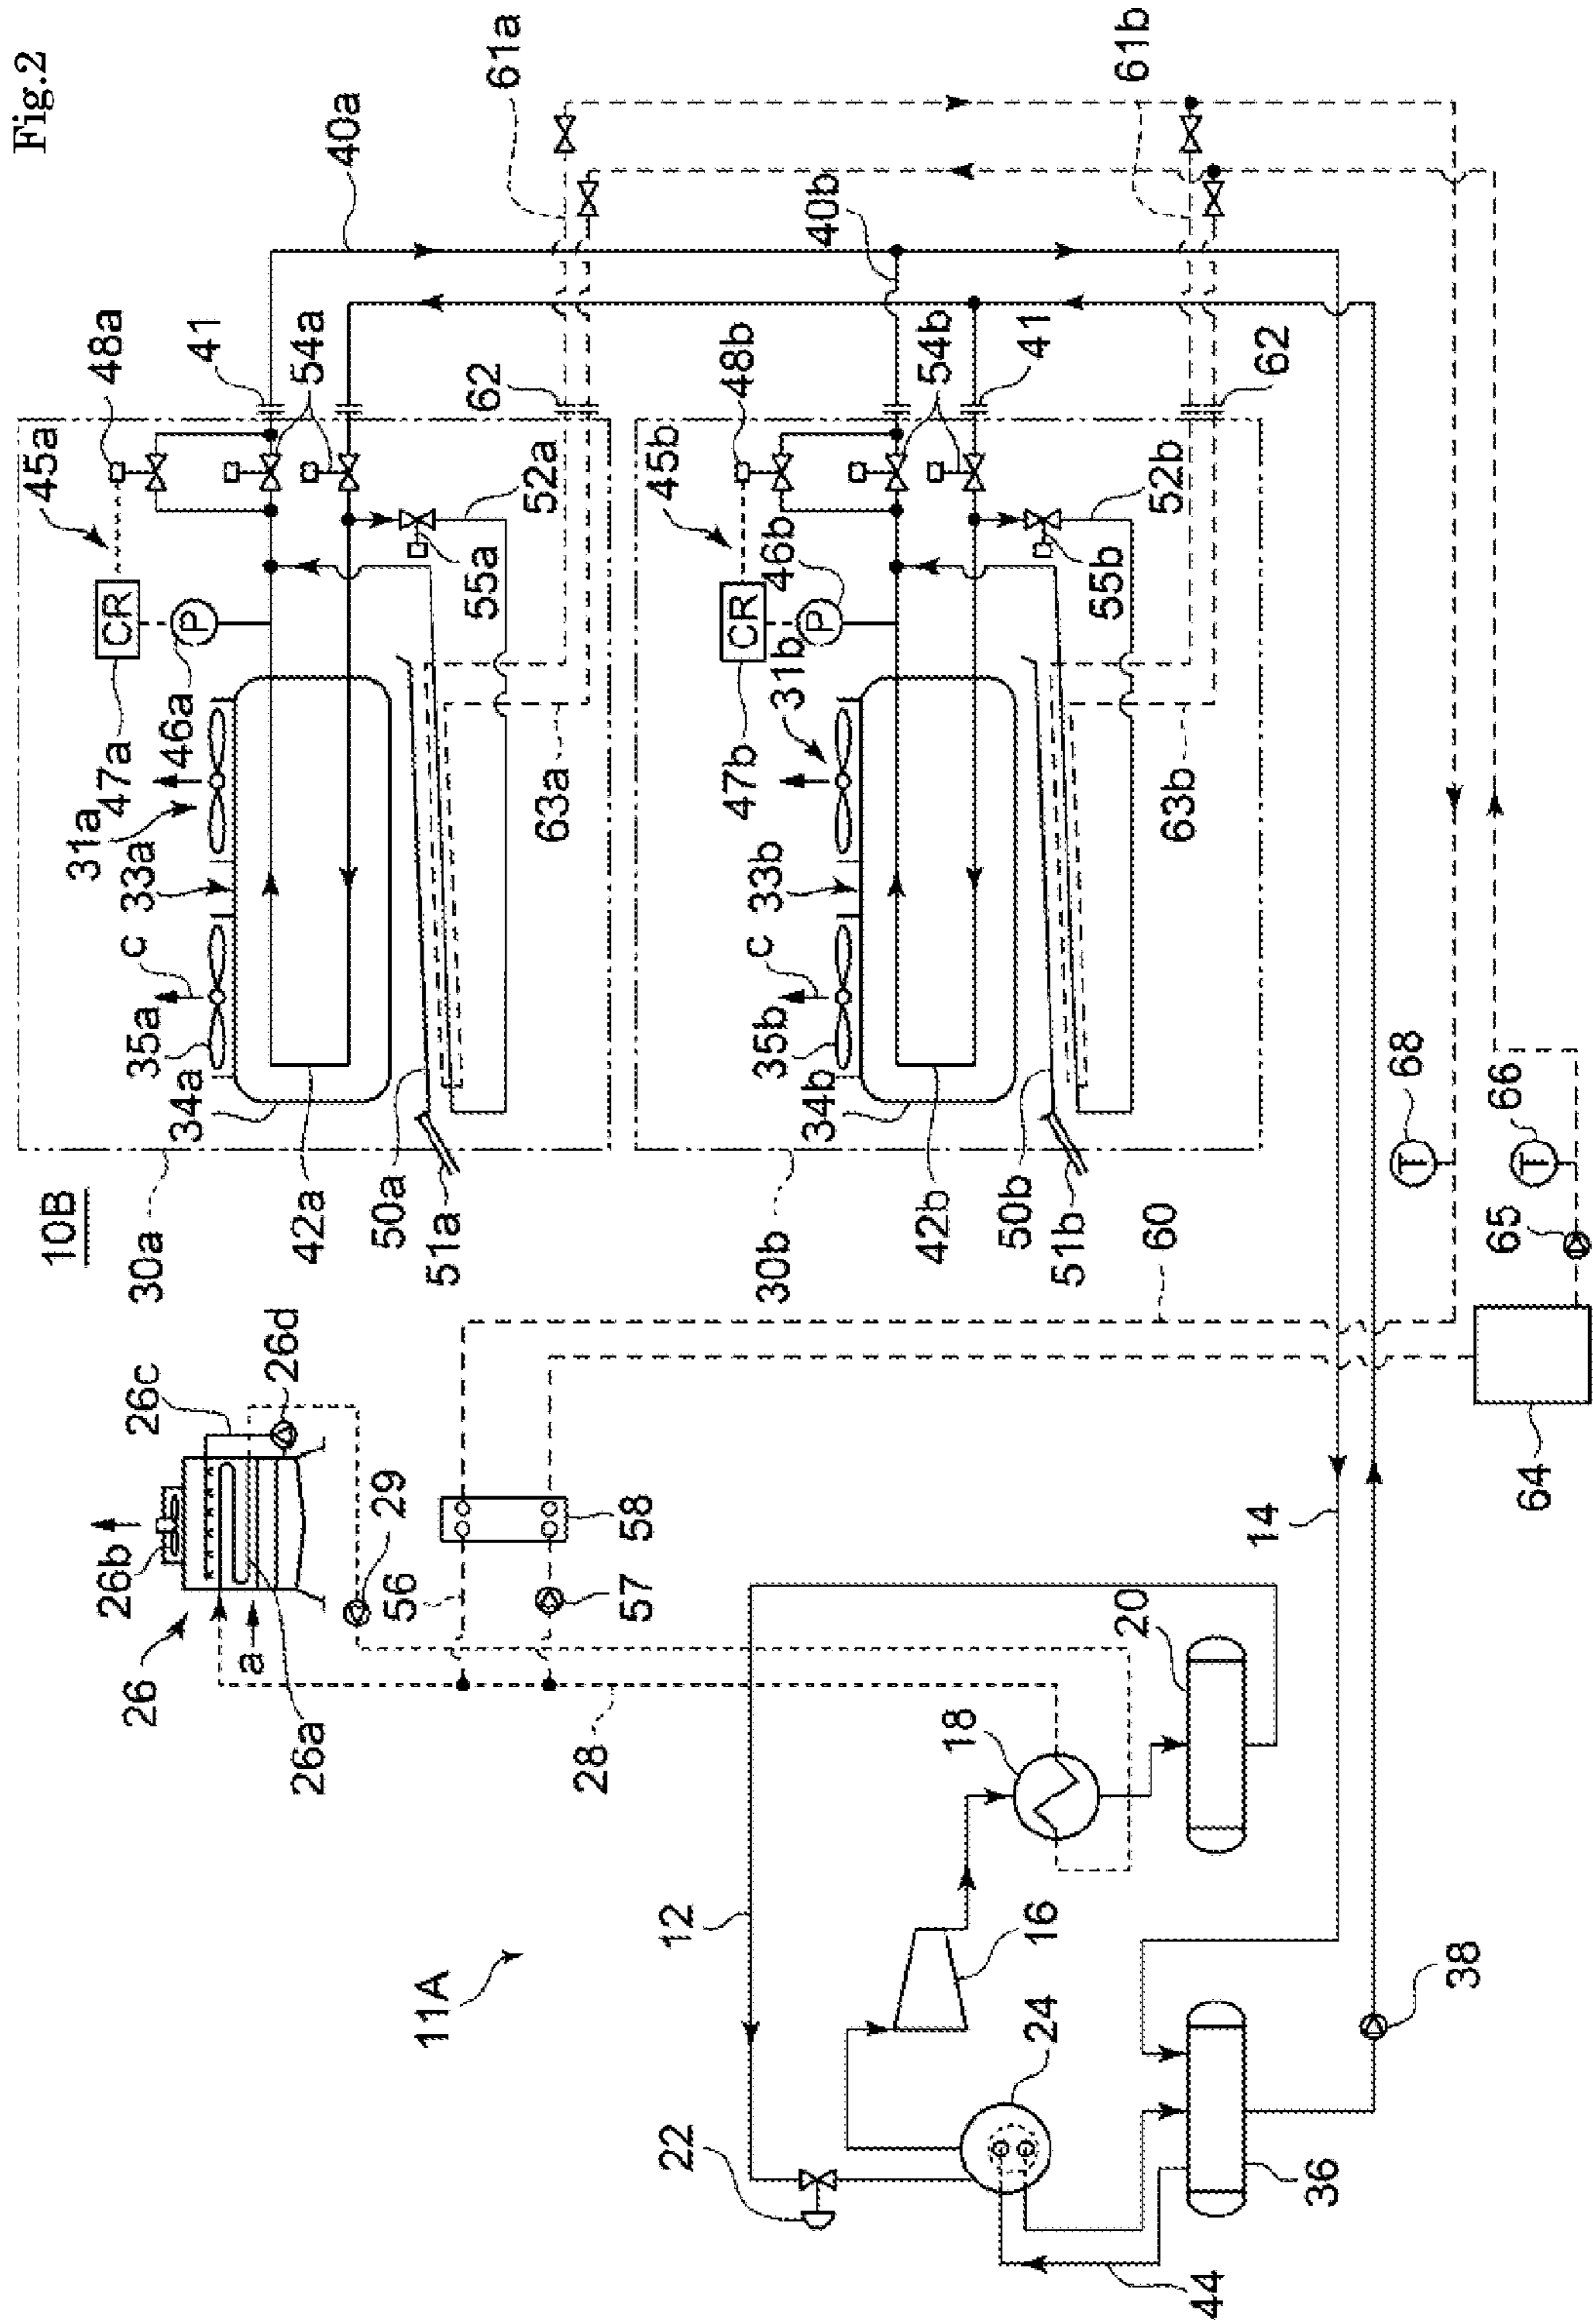 Fig.2
10B
30a
42a
50a
51a
34a
35a
C
33a
31a
47a
46a
CR
P
45a
48a
41
54a
62
40a
61a
55a
52a
63a
30b
42b
50b
51b
34b
35b
C
33b
31b
47b
46b
CR
P
45b
48b
54b
41
62
40b
61b
55b
52b
63b
60
68
T
66
T
65
64
26
26a
26b
26c
26d
a
29
56
57
58
28
14
12
11A
16
18
20
22
24
36
38
44